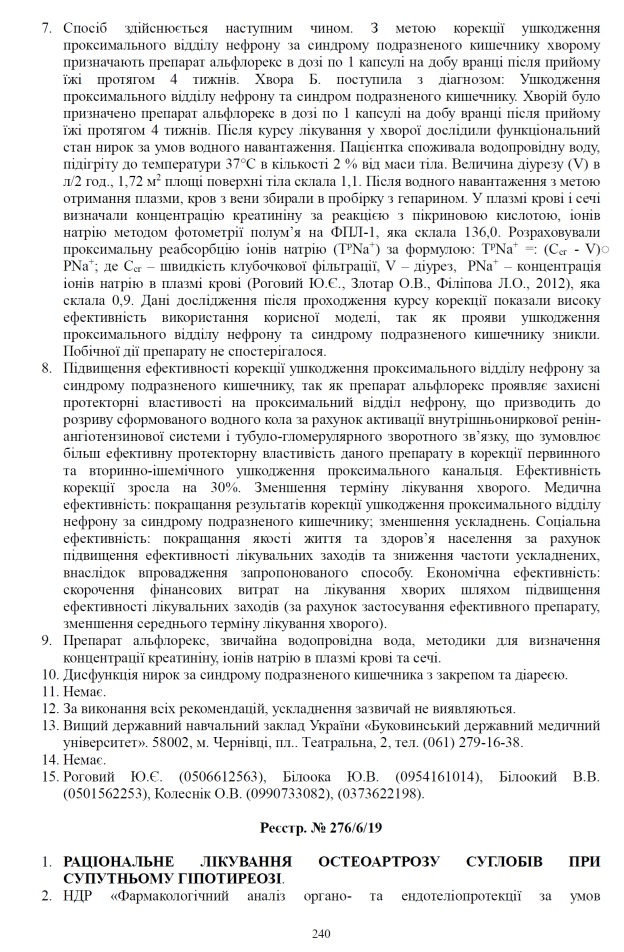 7. Спосіб здійснюється наступним чином. З метою корекції ушкодження
проксимального відділу нефрону за синдрому подразненого кишечнику хворому
призначають препарат альфлорекс в дозі по 1 капсулі на добу вранці після прийому
їжі протягом 4 тижнів. Хвора Б. поступила з діагнозом: Ушкодження
проксимального відділу нефрону та синдром подразненого кишечнику. Хворій було
призначено препарат альфлорекс в дозі по 1 капсулі на добу вранці після прийому
їжі протягом 4 тижнів. Після курсу лікування у хворої дослідили функціональний
стан нирок за умов водного навантаження. Пацієнтка споживала водопровідну воду,
підігріту до температури 37°С в кількості 2 % від маси тіла. Величина діурезу (V) в
л/2 год., 1,72 м² площі поверхні тіла склала 1,1. Після водного навантаження з метою
отримання плазми, кров з вени збирали в пробірку з гепарином. У плазмі крові і сечі
визначали концентрацію креатиніну за реакцією з пікриновою кислотою, іонів
натрію методом фотометрії полум’я на ФПЛ-1, яка склала 136,0. Розраховували
проксимальну реабсорбцію іонів натрію (TᵖNa⁺) за формулою: TᵖNa⁺ =: (Ccr - V)○
PNa⁺; де Ccr – швидкість клубочкової фільтрації, V – діурез, PNa⁺ – концентрація
іонів натрію в плазмі крові (Роговий Ю.Є., Злотар О.В., Філіпова Л.О., 2012), яка
склала 0,9. Дані дослідження після проходження курсу корекції показали високу
ефективність використання корисної моделі, так як прояви ушкодження
проксимального відділу нефрону та синдрому подразненого кишечнику зникли.
Побічної дії препарату не спостерігалося.
8. Підвищення ефективності корекції ушкодження проксимального відділу нефрону за
синдрому подразненого кишечнику, так як препарат альфлорекс проявляє захисні
протекторні властивості на проксимальний відділ нефрону, що призводить до
розриву сформованого водного кола за рахунок активації внутрішньониркової ренін-
ангіотензинової системи і тубуло-гломерулярного зворотного зв’язку, що зумовлює
більш ефективну протекторну властивість даного препарату в корекції первинного
та вторинно-ішемічного ушкодження проксимального канальця. Ефективність
корекції зросла на 30%. Зменшення терміну лікування хворого. Медична
ефективність: покращання результатів корекції ушкодження проксимального відділу
нефрону за синдрому подразненого кишечнику; зменшення ускладнень. Соціальна
ефективність: покращання якості життя та здоров’я населення за рахунок
підвищення ефективності лікувальних заходів та зниження частоти ускладнених,
внаслідок впровадження запропонованого способу. Економічна ефективність:
скорочення фінансових витрат на лікування хворих шляхом підвищення
ефективності лікувальних заходів (за рахунок застосування ефективного препарату,
зменшення середнього терміну лікування хворого).
9. Препарат альфлорекс, звичайна водопровідна вода, методики для визначення
концентрації креатиніну, іонів натрію в плазмі крові та сечі.
10. Дисфункція нирок за синдрому подразненого кишечника з закрепом та діареєю.
11. Немає.
12. За виконання всіх рекомендацій, ускладнення зазвичай не виявляються.
13. Вищий державний навчальний заклад України «Буковинський державний медичний
університет». 58002, м. Чернівці, пл.. Театральна, 2, тел. (061) 279-16-38.
14. Немає.
15. Роговий Ю.Є. (0506612563), Білоока Ю.В. (0954161014), Білоокий В.В.
(0501562253), Колеснік О.В. (0990733082), (0373622198).
Реєстр. № 276/6/19
1. РАЦІОНАЛЬНЕ ЛІКУВАННЯ ОСТЕОАРТРОЗУ СУГЛОБІВ ПРИ
СУПУТНЬОМУ ГІПОТИРЕОЗІ.
2. НДР «Фармакологічний аналіз органо- та ендотеліопротекції за умов
240